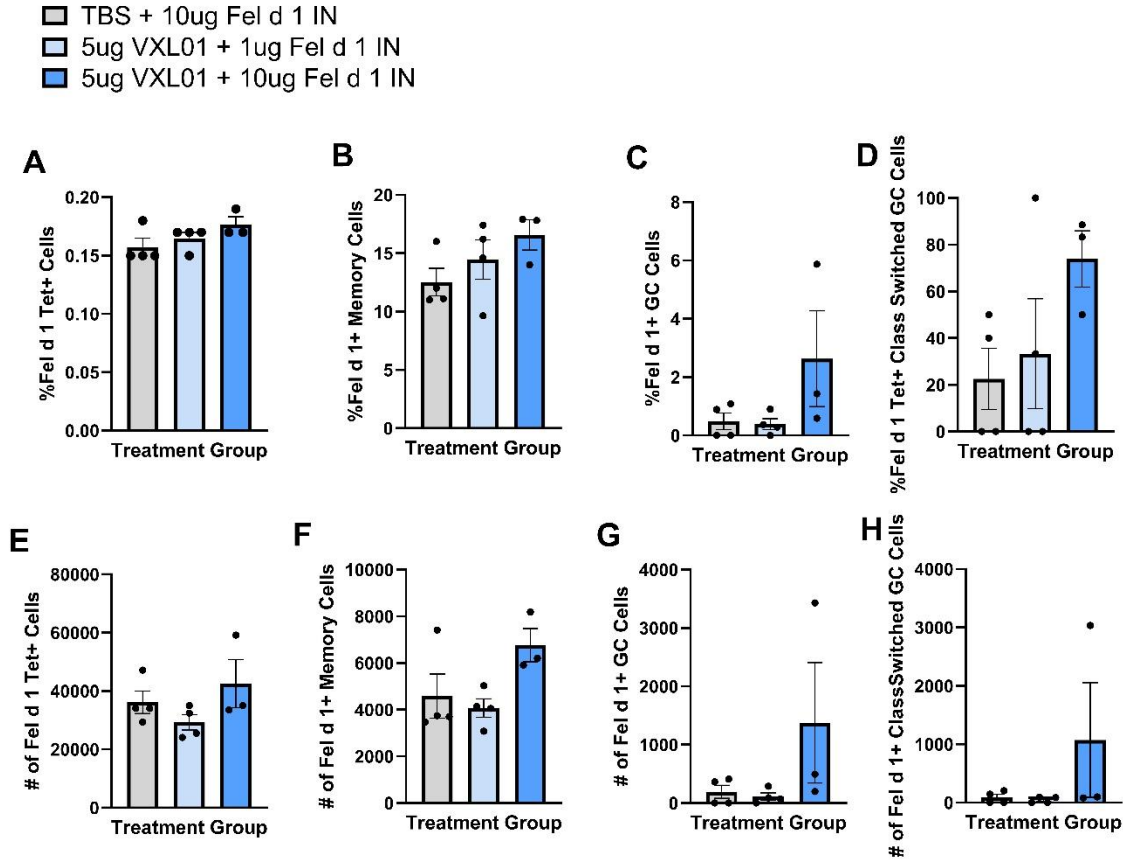 TBS + 10ug Fel d 1 IN
5ug VXL01 + 1ug Fel d 1 IN
5ug VXL01 + 10ug Fel d 1 IN
A
%Fel d 1 Tet+ Cells
0.20
0.15
0.10
0.05
0.00
Treatment Group
B
%Fel d 1+ Memory Cells
20
15
10
5
0
Treatment Group
C
%Fel d 1+ GC Cells
8
6
4
2
0
Treatment Group
D
%Fel d 1 Tet+ Class Switched GC Cells
100
80
60
40
20
0
Treatment Group
E
# of Fel d 1 Tet+ Cells
80000
60000
40000
20000
0
Treatment Group
F
# of Fel d 1+ Memory Cells
10000
8000
6000
4000
2000
0
Treatment Group
G
# of Fel d 1+ GC Cells
4000
3000
2000
1000
0
Treatment Group
H
# of Fel d 1+ ClassSwitched GC Cells
4000
3000
2000
1000
0
Treatment Group